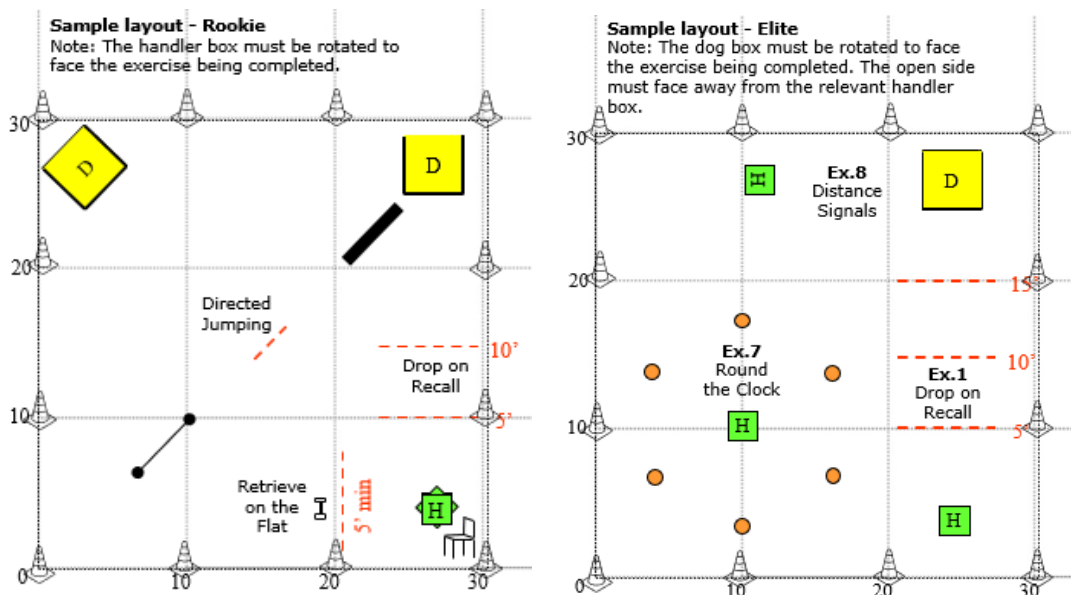 Sample layout - Rookie
Note: The handler box must be rotated to
face the exercise being completed.
30
D
D
20
Directed
Jumping
10'
Drop on
Recall
10
5'
Retrieve
on the
Flat
5' min
H
0
10
20
30
Sample layout - Elite
Note: The dog box must be rotated to face
the exercise being completed. The open side
must face away from the relevant handler
box.
30
H
Ex.8
Distance
Signals
D
20
15'
Ex.7
Round
the Clock
10'
Ex.1
Drop on
Recall
H
10
5'
H
0
10
20
30